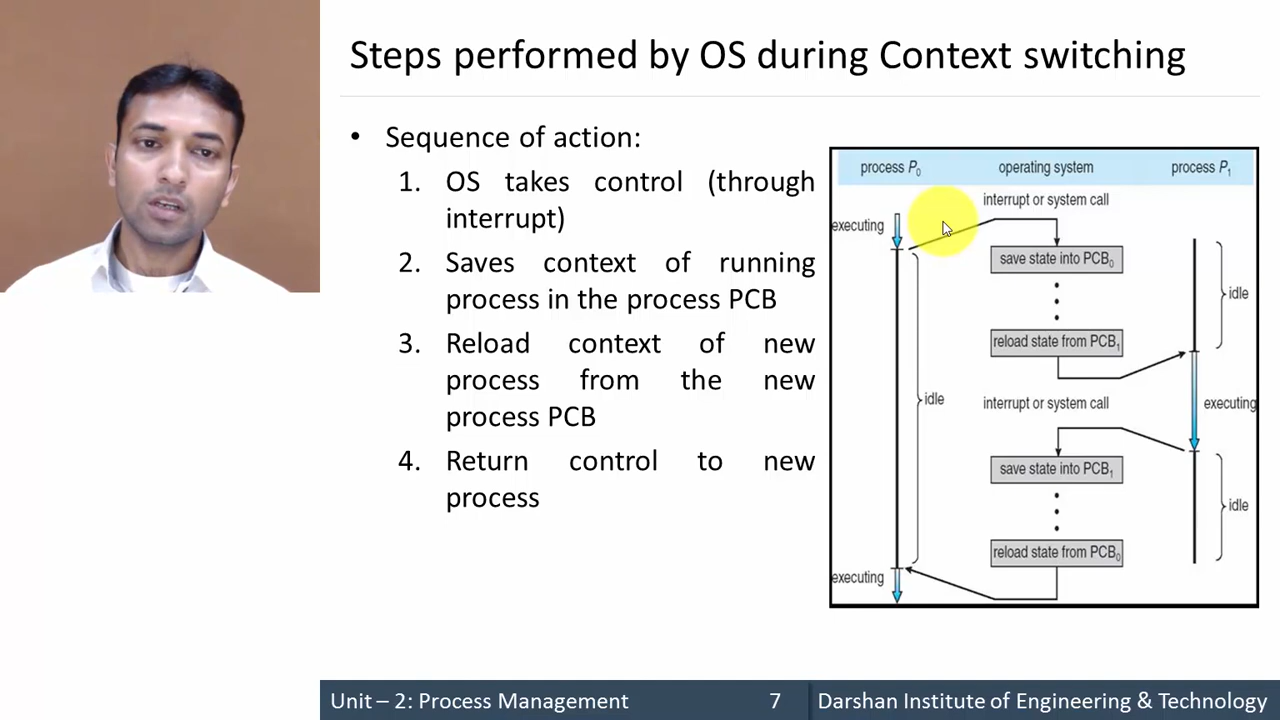 Steps performed by OS during Context switching
• Sequence of action:
1. OS takes control (through
interrupt)
2. Saves context of running
process in the process PCB
3. Reload context of new
process from the new
process PCB
4. Return control to new
process
process P0 operating system process P1
interrupt or system call
executing
save state into PCB0
idle
reload state from PCB1
idle
interrupt or system call
executing
save state into PCB1
idle
reload state from PCB0
executing
Unit – 2: Process Management 7 Darshan Institute of Engineering & Technology